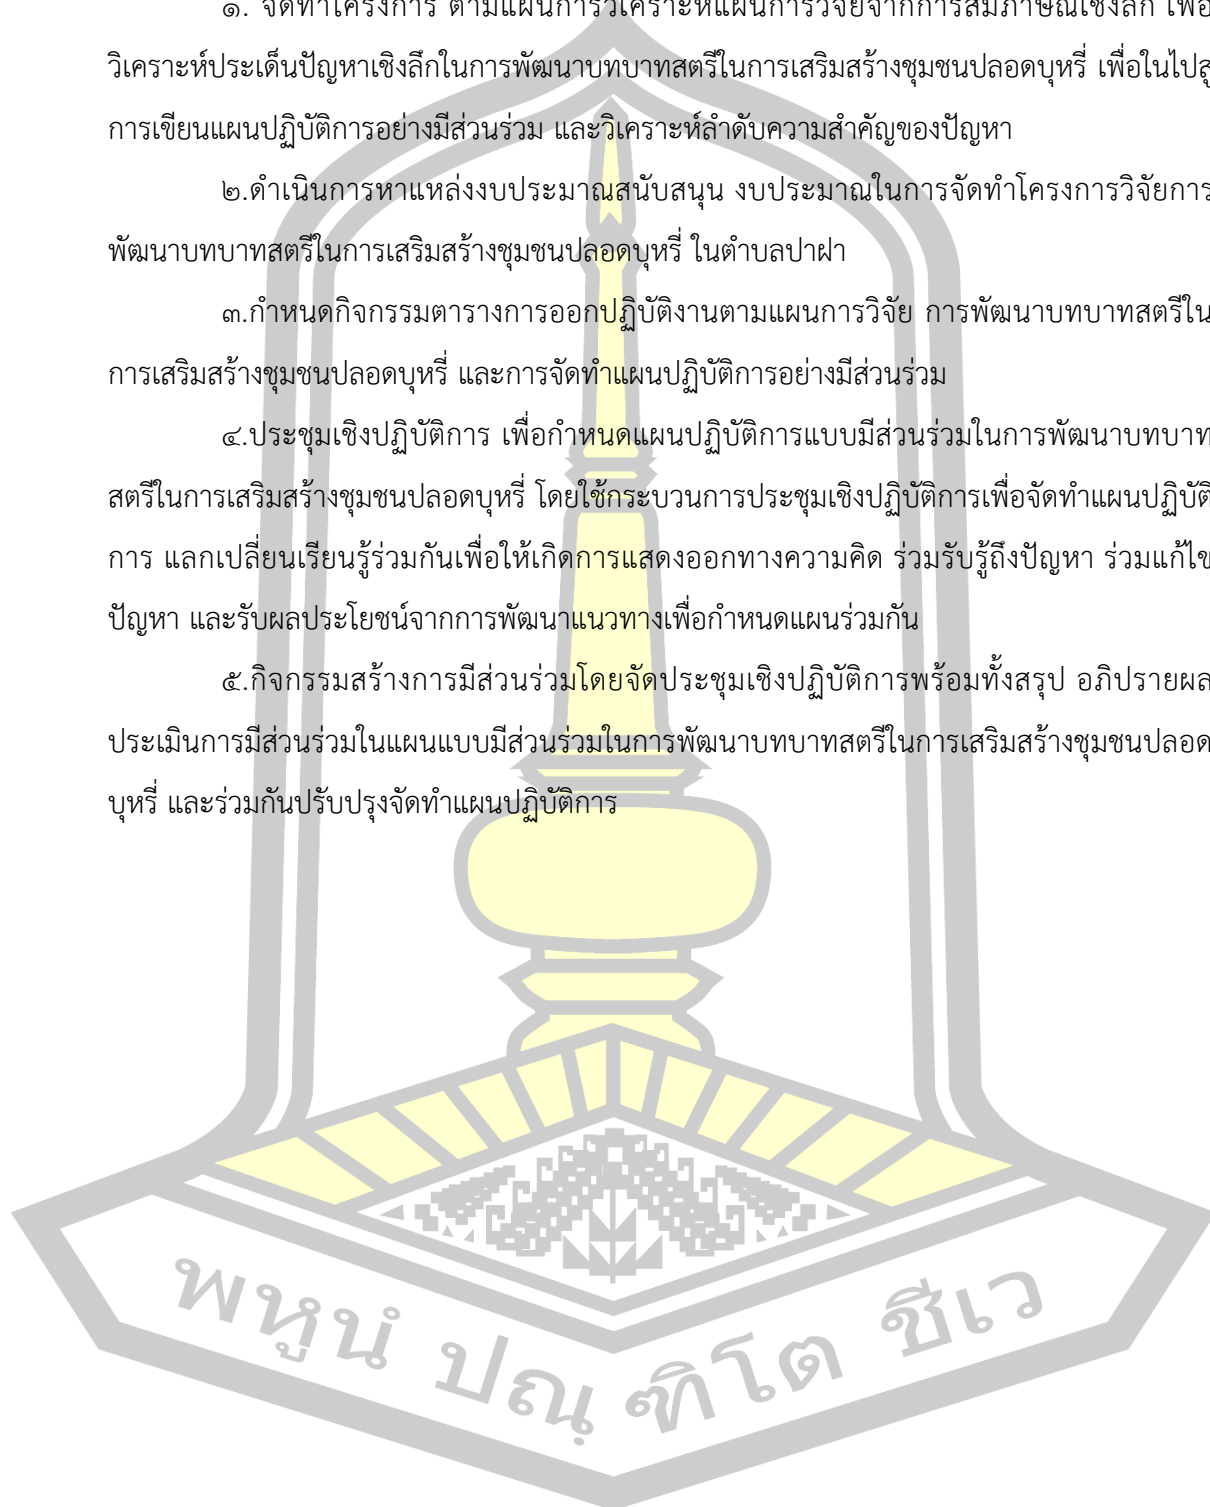 ๑. จัดทำโครงการ ตามแผนการวิเคราะห์แผนการวิจัยจากการสัมภาษณ์เชิงลึก เพื่อ
วิเคราะห์ประเด็นปัญหาเชิงลึกในการพัฒนาบทบาทสตรีในการเสริมสร้างชุมชนปลอดบุหรี่ เพื่อในไปสู่
การเขียนแผนปฏิบัติการอย่างมีส่วนร่วม และวิเคราะห์ลำดับความสำคัญของปัญหา
๒.ดำเนินการหาแหล่งงบประมาณสนับสนุน งบประมาณในการจัดทำโครงการวิจัยการ
พัฒนาบทบาทสตรีในการเสริมสร้างชุมชนปลอดบุหรี่ ในตำบลปาฝา
๓.กำหนดกิจกรรมตารางการออกปฏิบัติงานตามแผนการวิจัย การพัฒนาบทบาทสตรีใน
การเสริมสร้างชุมชนปลอดบุหรี่ และการจัดทำแผนปฏิบัติการอย่างมีส่วนร่วม
๔.ประชุมเชิงปฏิบัติการ เพื่อกำหนดแผนปฏิบัติการแบบมีส่วนร่วมในการพัฒนาบทบาท
สตรีในการเสริมสร้างชุมชนปลอดบุหรี่ โดยใช้กระบวนการประชุมเชิงปฏิบัติการเพื่อจัดทำแผนปฏิบัติ
การ แลกเปลี่ยนเรียนรู้ร่วมกันเพื่อให้เกิดการแสดงออกทางความคิด ร่วมรับรู้ถึงปัญหา ร่วมแก้ไข
ปัญหา และรับผลประโยชน์จากการพัฒนาแนวทางเพื่อกำหนดแผนร่วมกัน
๕.กิจกรรมสร้างการมีส่วนร่วมโดยจัดประชุมเชิงปฏิบัติการพร้อมทั้งสรุป อภิปรายผล
ประเมินการมีส่วนร่วมในแผนแบบมีส่วนร่วมในการพัฒนาบทบาทสตรีในการเสริมสร้างชุมชนปลอด
บุหรี่ และร่วมกันปรับปรุงจัดทำแผนปฏิบัติการ
พหูนํ ปณฺฑิโต ชีเว